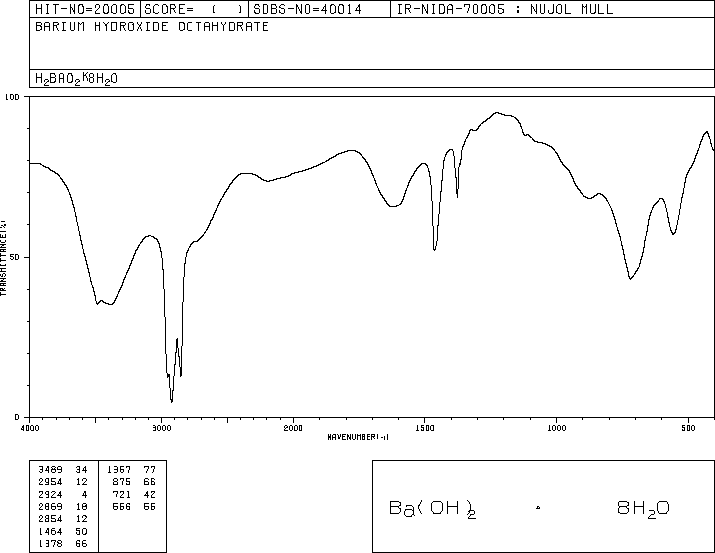 HIT-NO=20005 SCORE= ( ) SDBS-NO=40014 IR-NIDA-70005 : NUJOL MULL
BARIUM HYDROXIDE OCTAHYDRATE
H2BAO2K8H2O
100
TRANSMITTANCE(%)
50
0
4000 3000 2000 1500 1000 500
WAVENUMBER(-1)
3489 34 1367 77
2954 12 875 66
2924 4 721 42
2869 18 666 66
2854 12
1464 50
1378 66
Ba(OH)2 · 8H2O